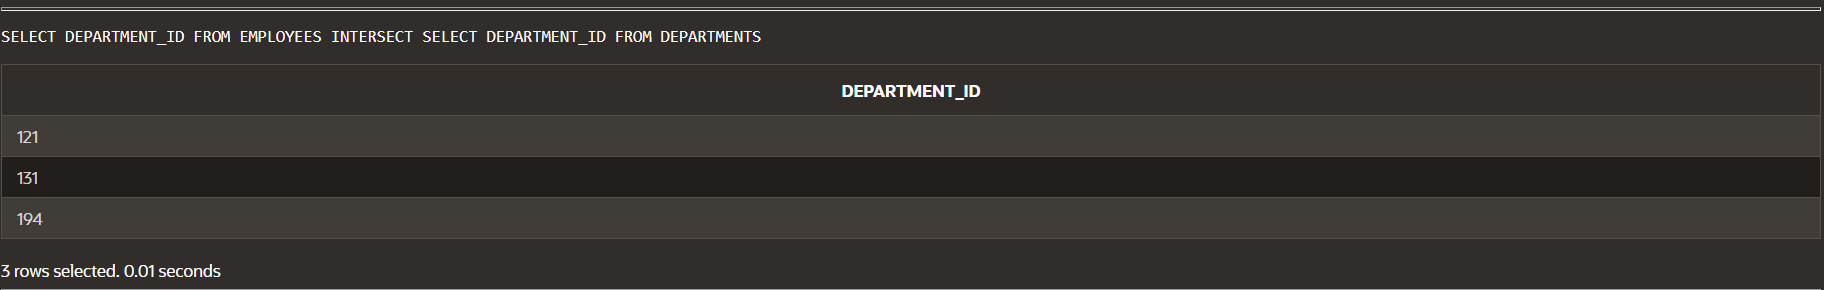 SELECT DEPARTMENT_ID FROM EMPLOYEES INTERSECT SELECT DEPARTMENT_ID FROM DEPARTMENTS
DEPARTMENT_ID
121
131
194
3 rows selected. 0.01 seconds